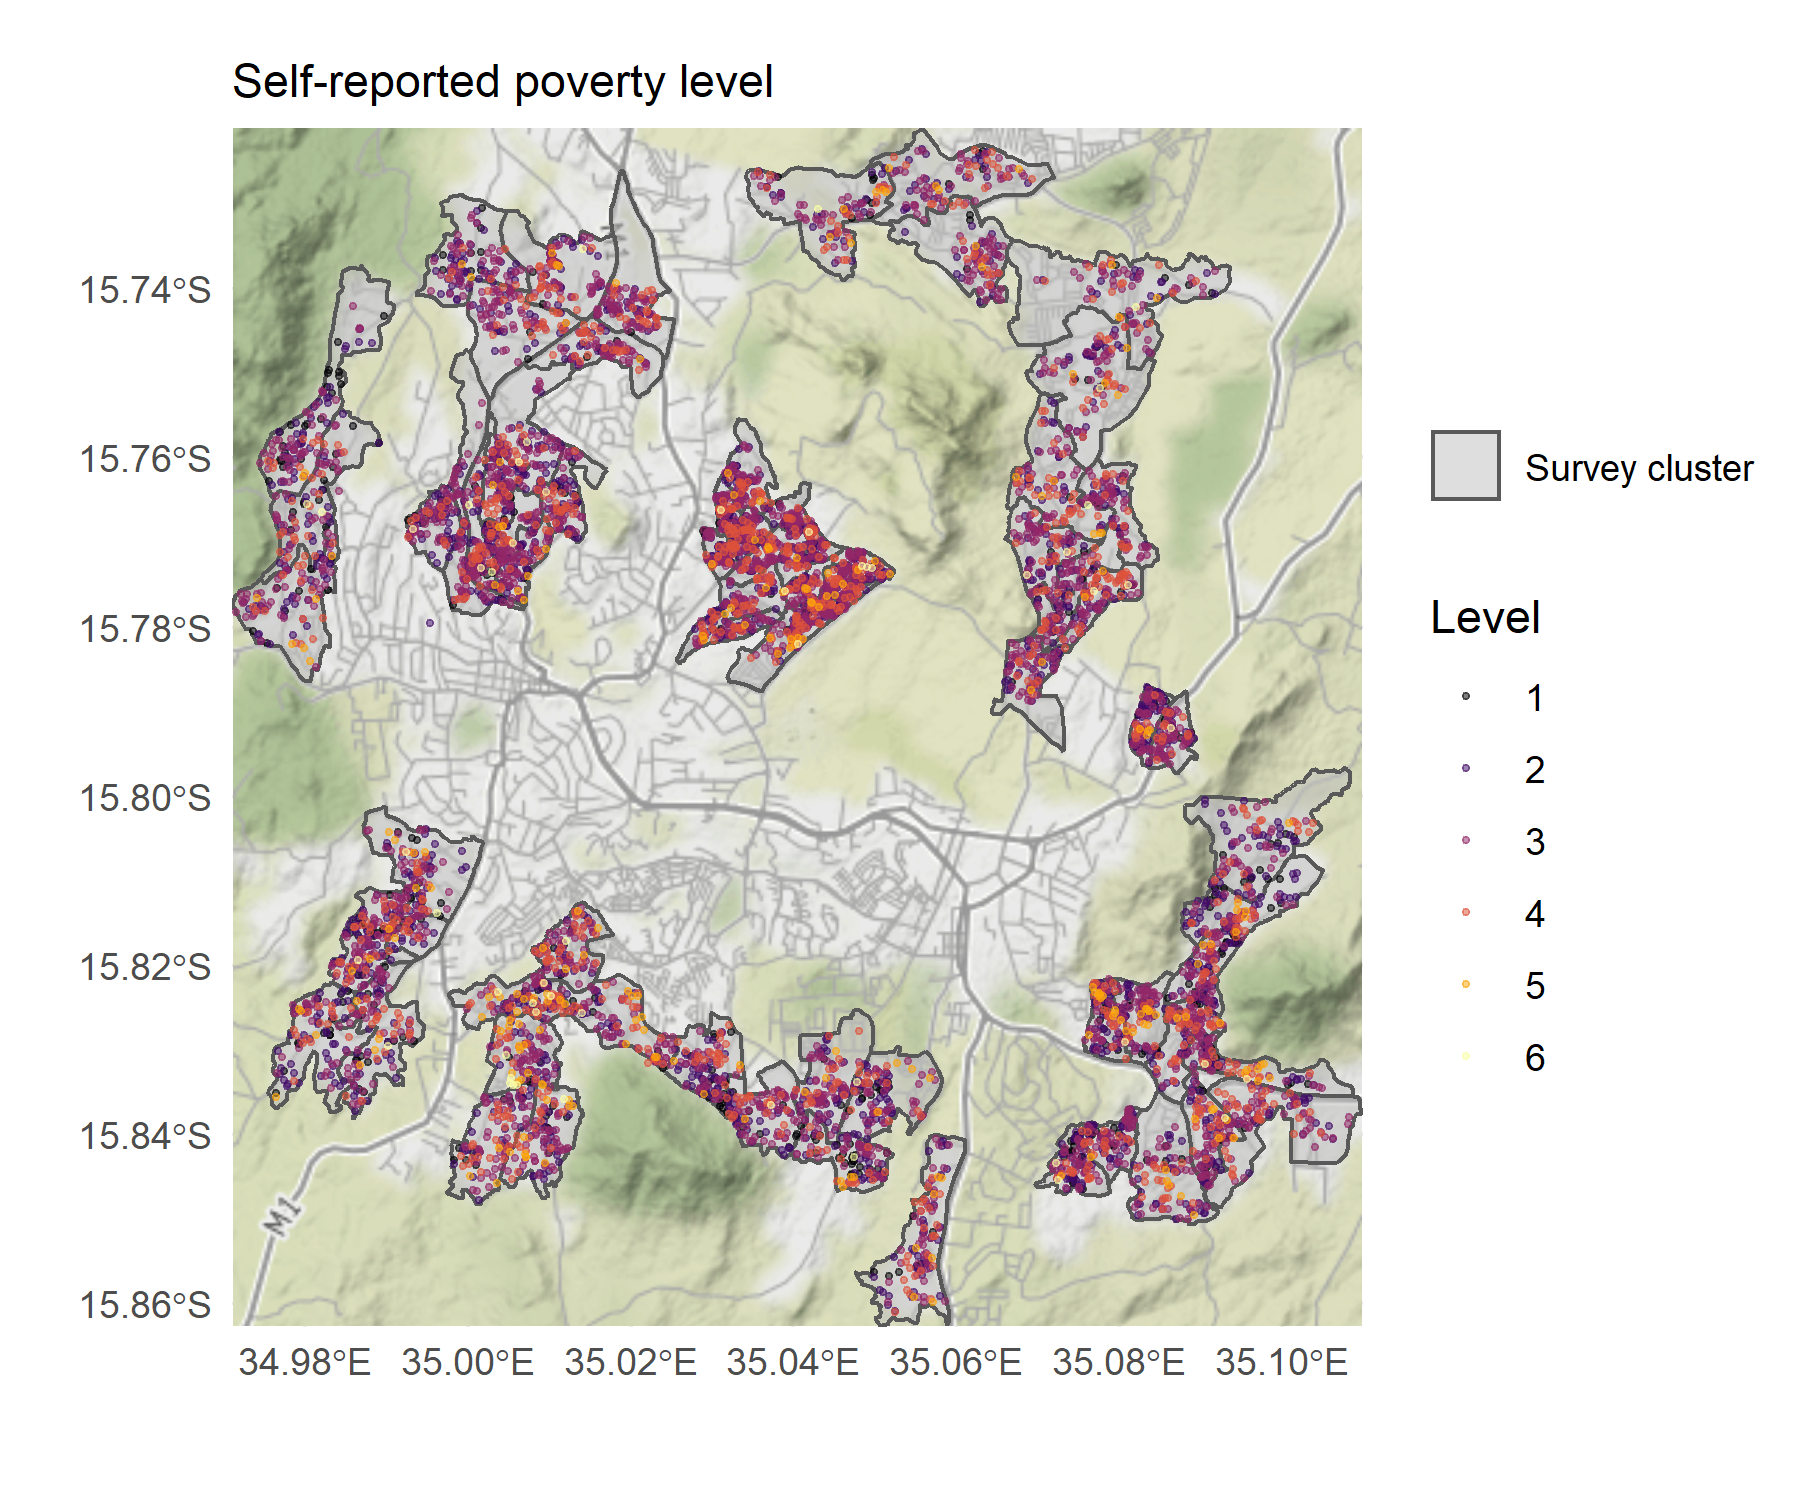 Self-reported poverty level
15.74°S
15.76°S
15.78°S
15.80°S
15.82°S
15.84°S
15.86°S
34.98°E 35.00°E 35.02°E 35.04°E 35.06°E 35.08°E 35.10°E
M1
Survey cluster
Level
1
2
3
4
5
6